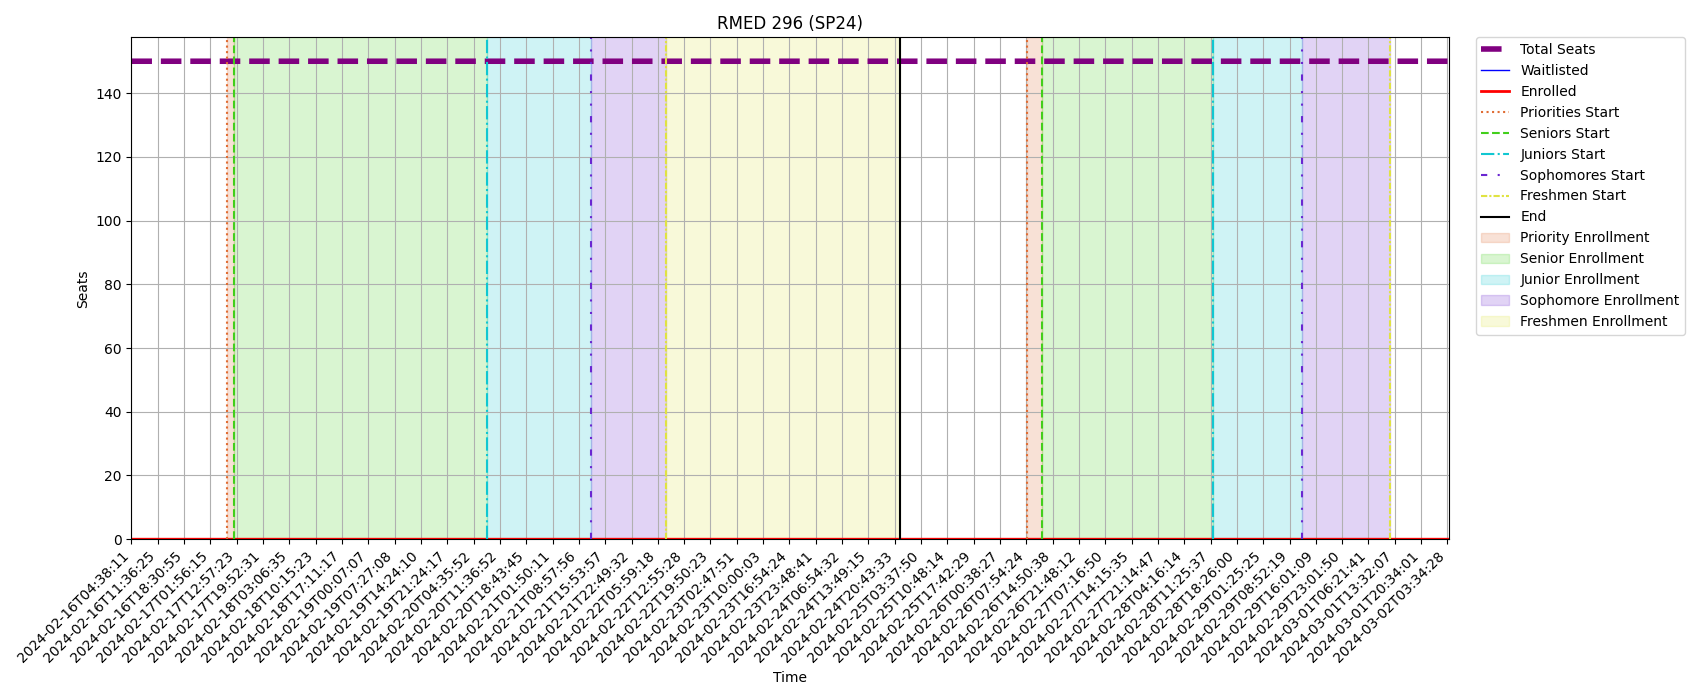 RMED 296 (SP24)
Seats
140
120
100
80
60
40
20
0
2024-02-16T04:38:11
2024-02-16T11:36:25
2024-02-16T18:30:55
2024-02-17T01:56:15
2024-02-17T12:57:23
2024-02-17T19:52:31
2024-02-18T03:06:35
2024-02-18T10:15:23
2024-02-18T17:11:17
2024-02-19T00:07:07
2024-02-19T07:27:08
2024-02-19T14:24:10
2024-02-19T21:24:17
2024-02-20T04:35:52
2024-02-20T11:36:52
2024-02-20T18:43:45
2024-02-21T01:50:11
2024-02-21T08:57:56
2024-02-21T15:53:57
2024-02-21T22:49:32
2024-02-22T05:59:18
2024-02-22T12:55:28
2024-02-22T19:50:23
2024-02-23T02:47:51
2024-02-23T10:00:03
2024-02-23T16:54:24
2024-02-23T23:48:41
2024-02-24T06:54:32
2024-02-24T13:49:15
2024-02-24T20:43:33
2024-02-25T03:37:50
2024-02-25T10:48:14
2024-02-25T17:42:29
2024-02-26T00:38:27
2024-02-26T07:54:24
2024-02-26T14:50:38
2024-02-26T21:48:12
2024-02-27T07:16:50
2024-02-27T14:15:35
2024-02-27T21:14:47
2024-02-28T04:16:14
2024-02-28T11:25:37
2024-02-28T18:26:00
2024-02-29T01:25:25
2024-02-29T08:52:19
2024-02-29T16:01:09
2024-02-29T23:01:50
2024-03-01T06:21:41
2024-03-01T13:32:07
2024-03-01T20:34:01
2024-03-02T03:34:28
Time
Total Seats
Waitlisted
Enrolled
Priorities Start
Seniors Start
Juniors Start
Sophomores Start
Freshmen Start
End
Priority Enrollment
Senior Enrollment
Junior Enrollment
Sophomore Enrollment
Freshmen Enrollment